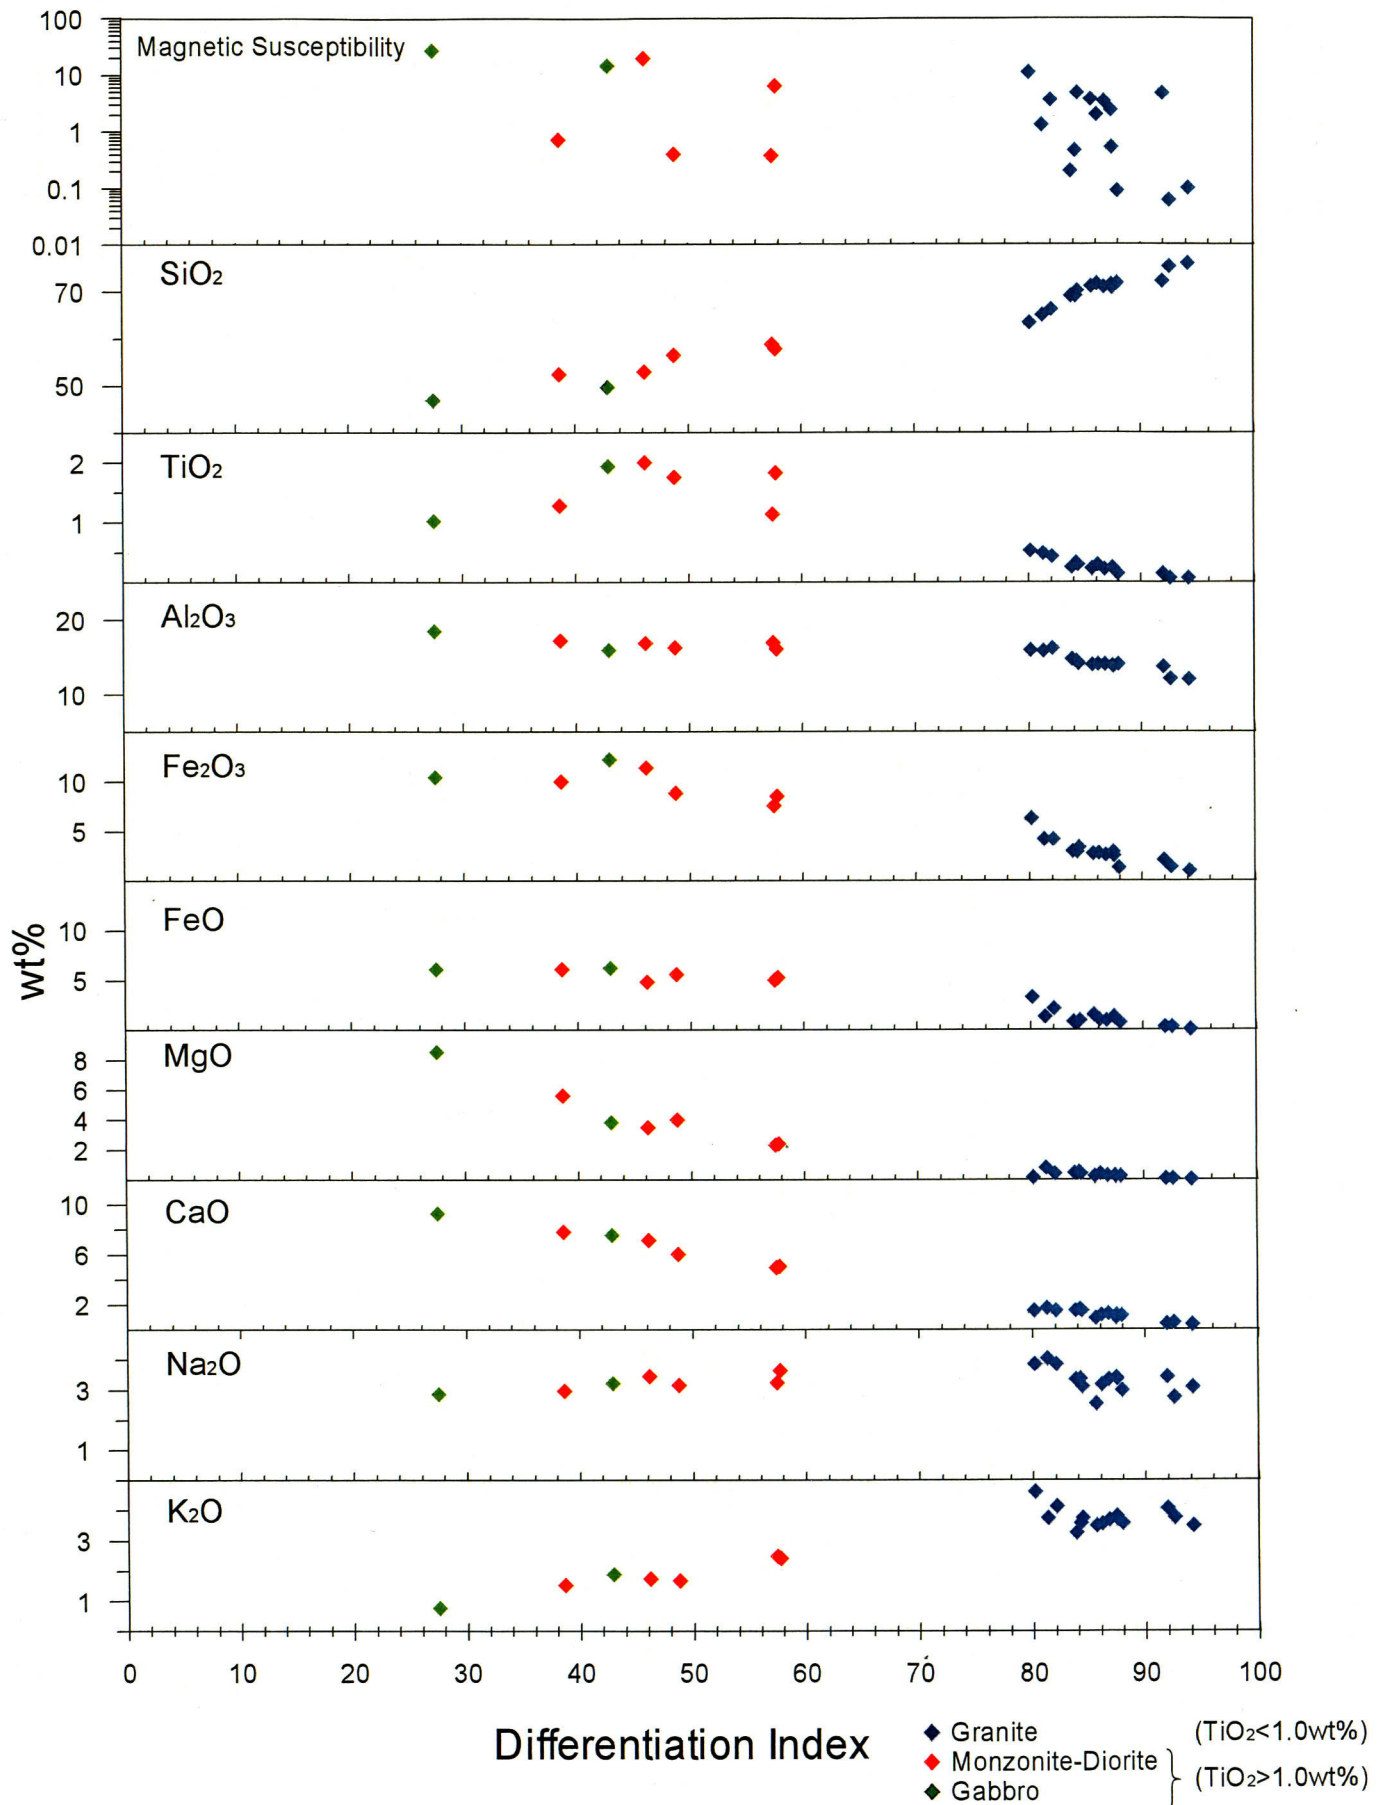 100
Magnetic Susceptibility
10
1
0.1
0.01
SiO₂
70
50
TiO₂
2
1
Al₂O₃
20
10
Fe₂O₃
10
5
FeO
10
5
wt%
MgO
8
6
4
2
CaO
10
6
2
Na₂O
3
1
K₂O
3
1
0 10 20 30 40 50 60 70 80 90 100
Differentiation Index
Granite (TiO₂<1.0wt%)
Monzonite-Diorite
Gabbro
} (TiO₂>1.0wt%)